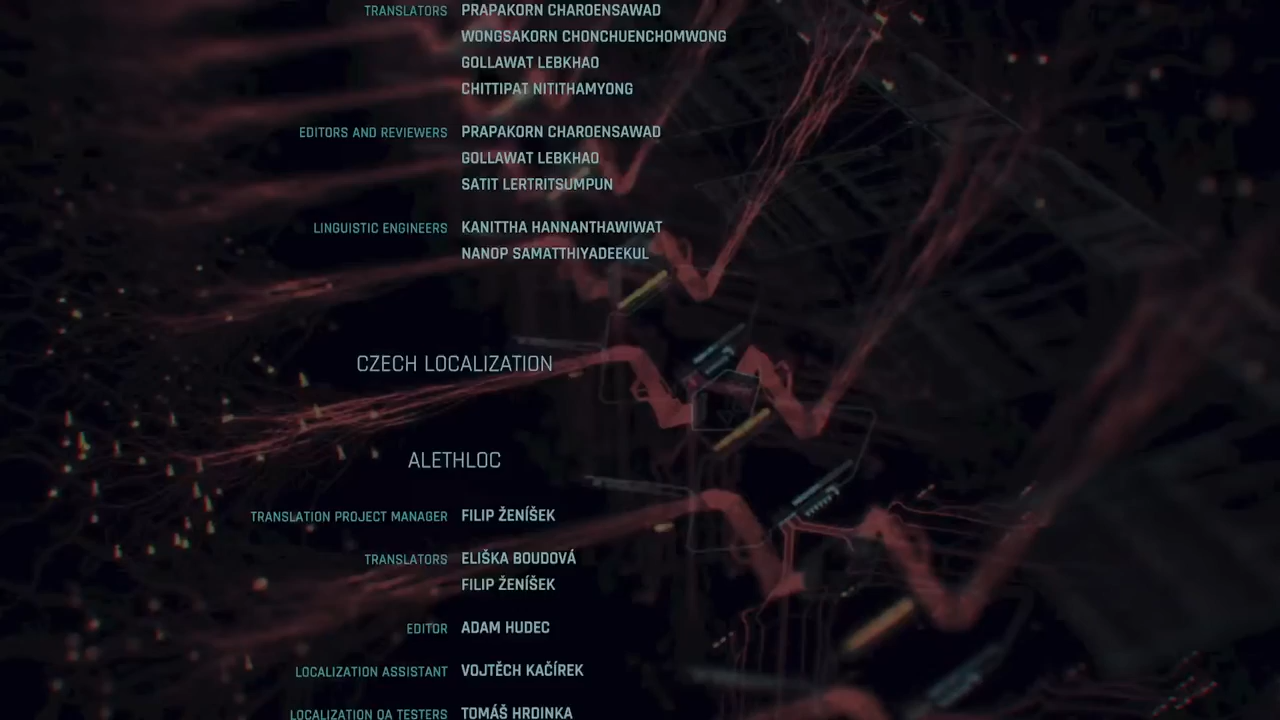 TRANSLATORS PRAPAKORN CHAROENSAWAD
WONGSAKORN CHONCHUENCHOMWONG
GOLLAWAT LEBKHAO
CHITTIPAT NITITHAMYONG
EDITORS AND REVIEWERS PRAPAKORN CHAROENSAWAD
GOLLAWAT LEBKHAO
SATIT LERTRITSUMPUN
LINGUISTIC ENGINEERS KANITTHA HANNANTHAWIWAT
NANOP SAMATTHIYADEEKUL
CZECH LOCALIZATION
ALETHLOC
TRANSLATION PROJECT MANAGER FILIP ŽENÍŠEK
TRANSLATORS ELIŠKA BOUDOVÁ
FILIP ŽENÍŠEK
EDITOR ADAM HUDEC
LOCALIZATION ASSISTANT VOJTĚCH KAČÍREK
LOCALIZATION QA TESTERS TOMÁŠ HRDINKA